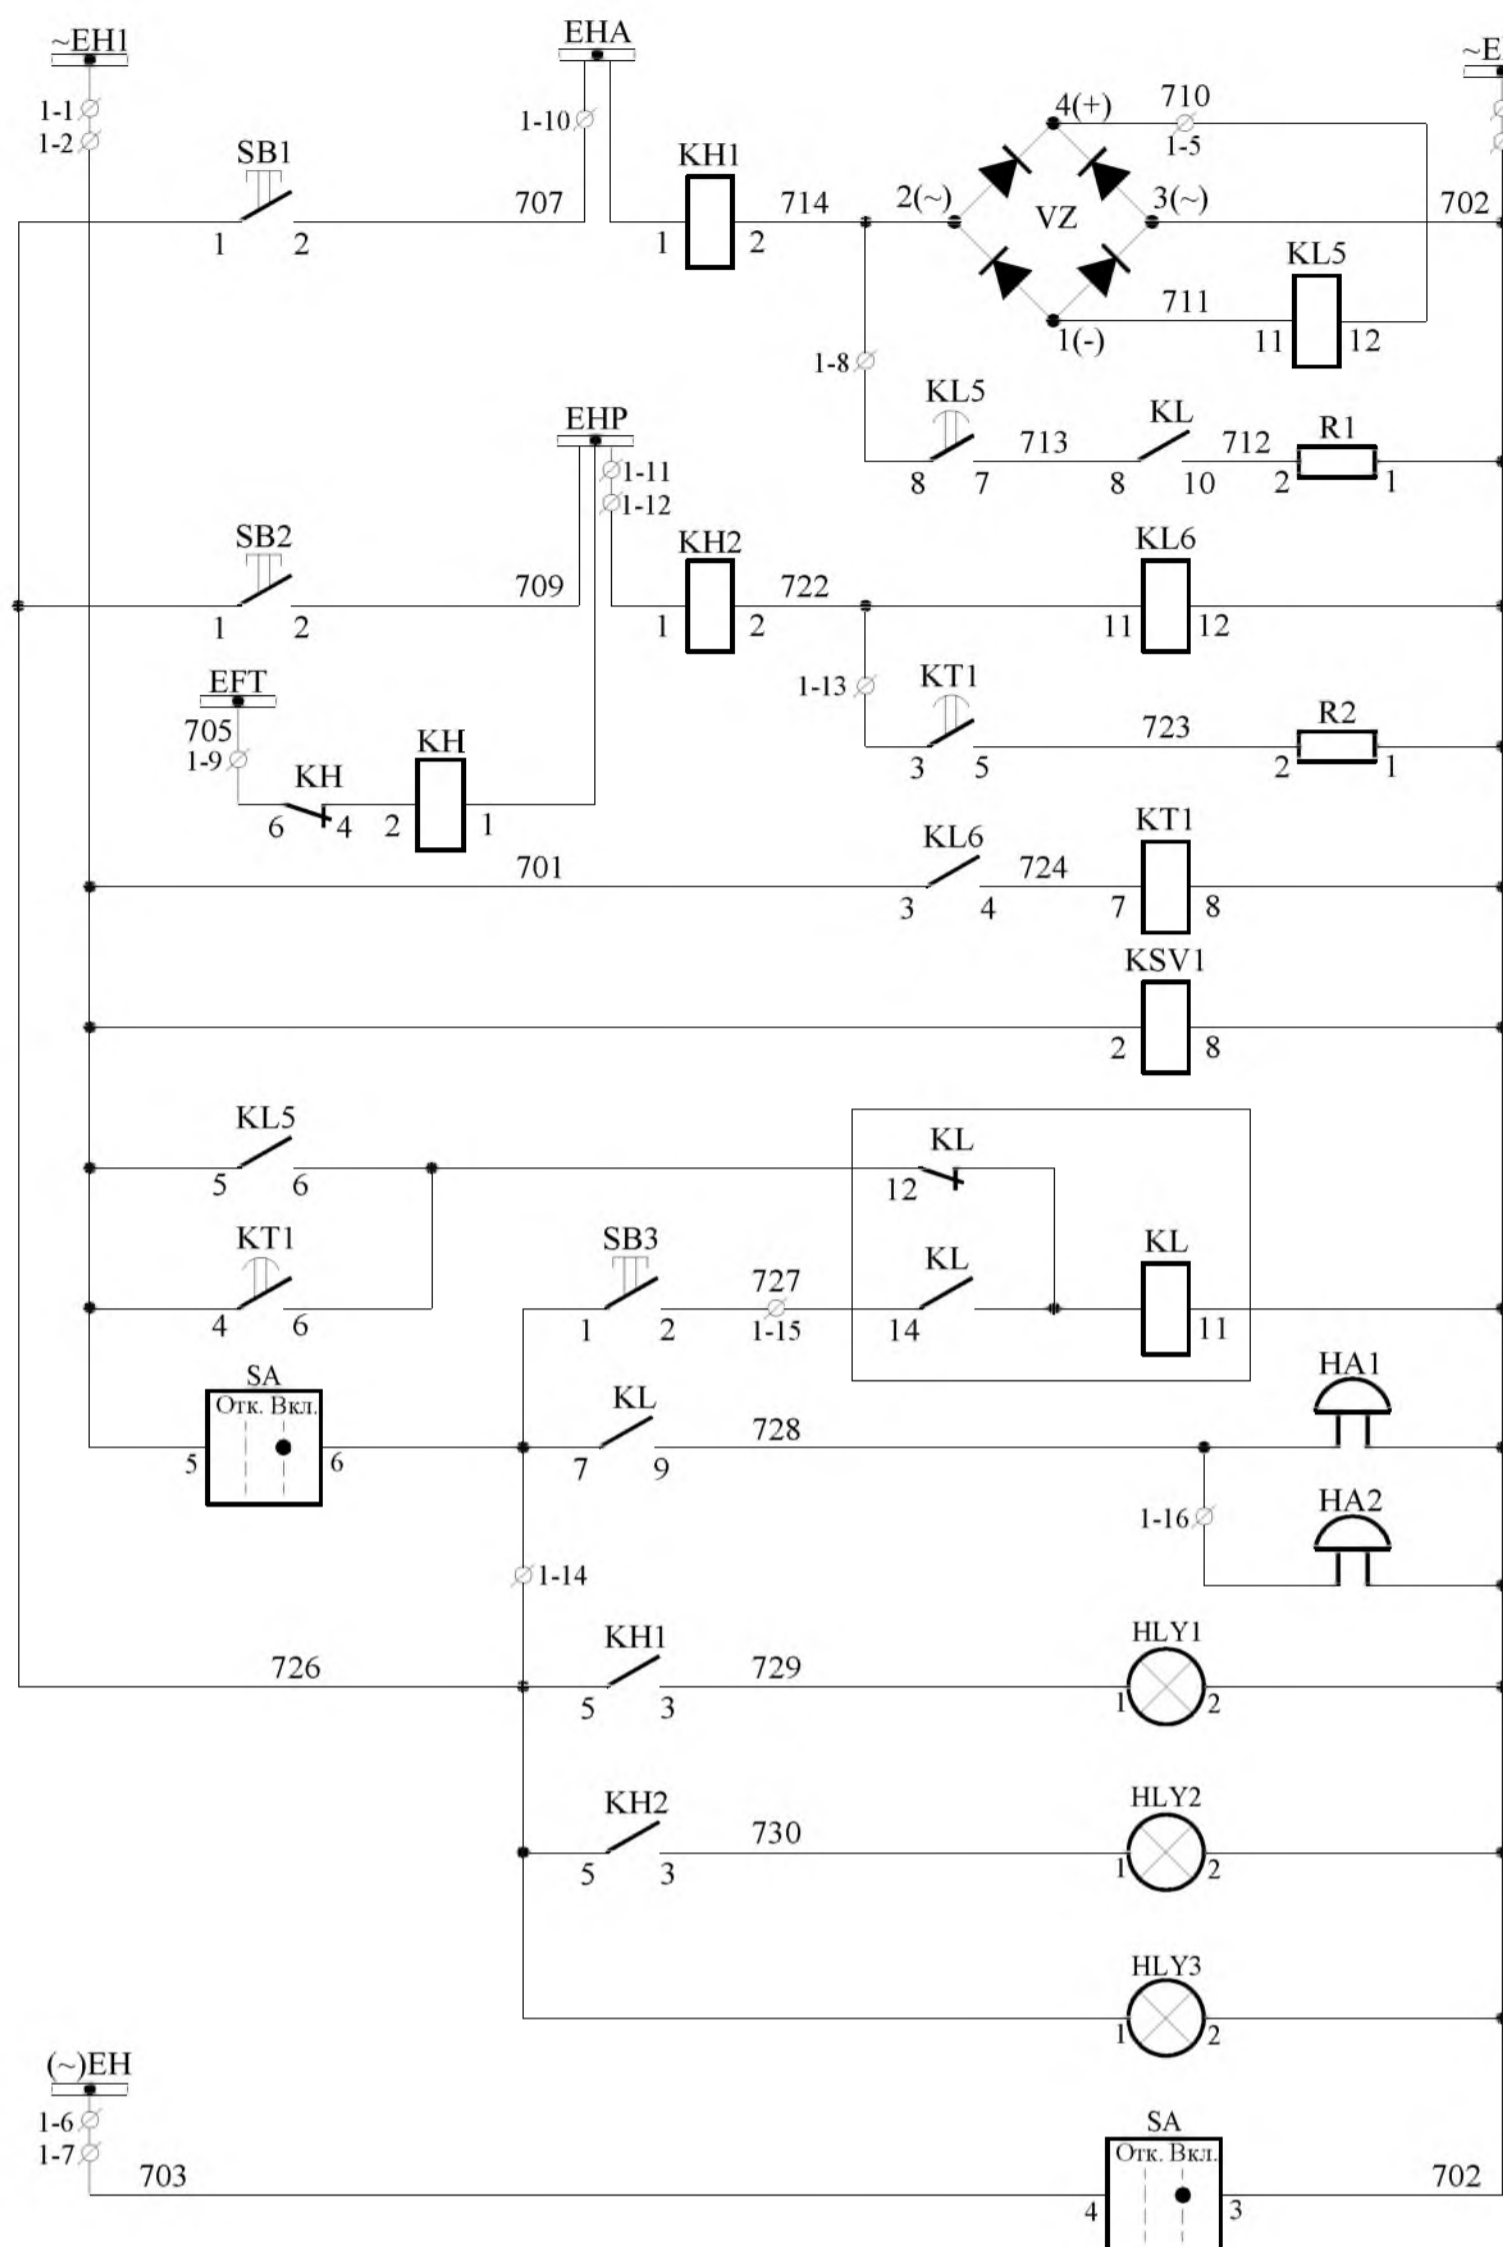 ~EH1
EHA
~E
1-1
1-2
1-10
SB1
1 2
707
KH1
1 2
714
4(+)
710
1-5
2(~)
VZ
3(~)
702
KL5
711
11 12
1(-)
1-8
KL5
8 7
713
KL
8 10
712
R1
2 1
EHP
1-11
1-12
SB2
1 2
709
KH2
1 2
722
KL6
11 12
EFT
705
1-9
KH
6 4
KH
2 1
1-13
KT1
3 5
723
R2
2 1
701
KL6
3 4
724
KT1
7 8
KSV1
2 8
KL5
5 6
KL
12
KT1
4 6
SB3
1 2
727
1-15
KL
14
KL
11
SA
Отк. Вкл.
5 6
KL
7 9
728
HA1
1-16
HA2
1-14
726
KH1
5 3
729
HLY1
1 2
KH2
5 3
730
HLY2
1 2
HLY3
1 2
(~)EH
1-6
1-7
703
SA
Отк. Вкл.
4 3
702